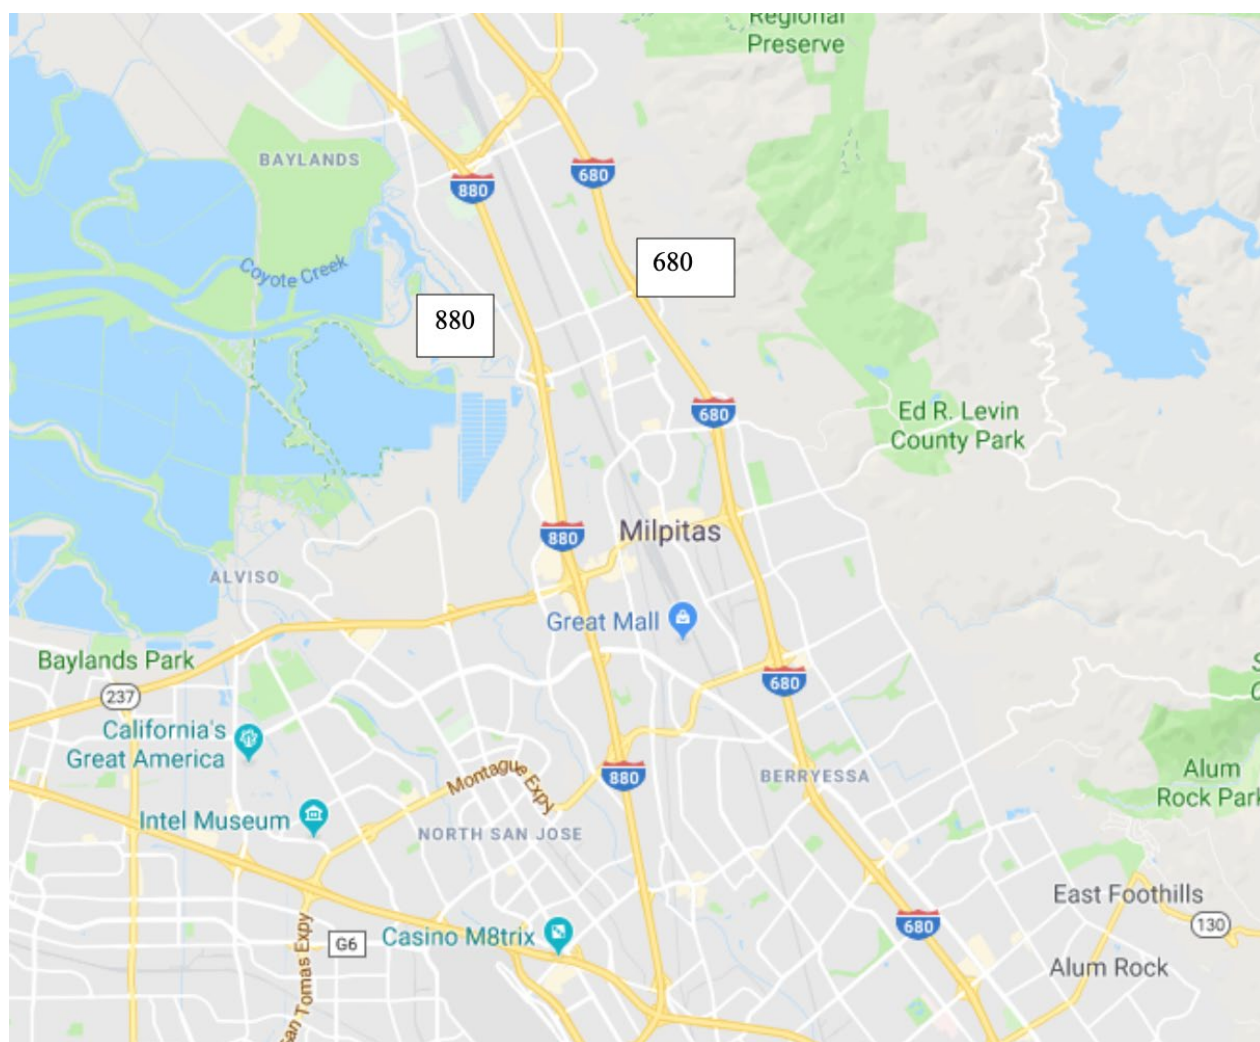 Regional
Preserve
BAYLANDS
880
680
Coyote Creek
680
880
680
Ed R. Levin
County Park
880
Milpitas
ALVISO
Great Mall
Baylands Park
680
237
California's
Great America
Montague Expy
880
BERRYESSA
Alum
Rock Park
Intel Museum
NORTH SAN JOSE
East Foothills
680
130
G6
Casino M8trix
Alum Rock
San Tomas Expy